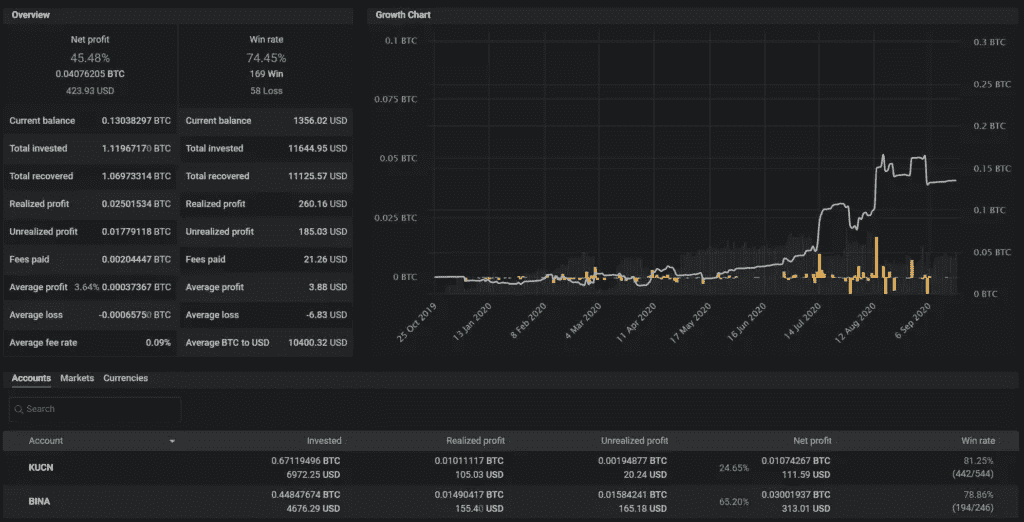 Overview
Net profit
45.48%
0.04076205 BTC
423.93 USD
Win rate
74.45%
169 Win
58 Loss
Current balance 0.13038297 BTC
Current balance 1356.02 USD
Total invested 1.11967170 BTC
Total invested 11644.95 USD
Total recovered 1.06973314 BTC
Total recovered 11125.57 USD
Realized profit 0.02501534 BTC
Realized profit 260.16 USD
Unrealized profit 0.01779118 BTC
Unrealized profit 185.03 USD
Fees paid 0.00204447 BTC
Fees paid 21.26 USD
Average profit 3.64% 0.00037367 BTC
Average profit 3.88 USD
Average loss -0.00065750 BTC
Average loss -6.83 USD
Average fee rate 0.09%
Average BTC to USD 10400.32 USD
Growth Chart
0.1 BTC
0.075 BTC
0.05 BTC
0.025 BTC
0 BTC
0.3 BTC
0.25 BTC
0.2 BTC
0.15 BTC
0.1 BTC
0.05 BTC
0 BTC
25 Oct 2019
13 Jan 2020
8 Feb 2020
4 Mar 2020
11 Apr 2020
17 May 2020
16 Jun 2020
14 Jul 2020
12 Aug 2020
6 Sep 2020
Accounts Markets Currencies
Search
Account Invested Realized profit Unrealized profit Net profit Win rate
KUCN
0.67119496 BTC 0.01011117 BTC 0.00194877 BTC 24.65% 0.01074267 BTC 81.25%
6972.25 USD 105.03 USD 20.24 USD 111.59 USD (442/544)
BINA
0.44847674 BTC 0.01490417 BTC 0.01584241 BTC 65.20% 0.03001937 BTC 78.86%
4676.29 USD 155.40 USD 165.18 USD 313.01 USD (194/246)